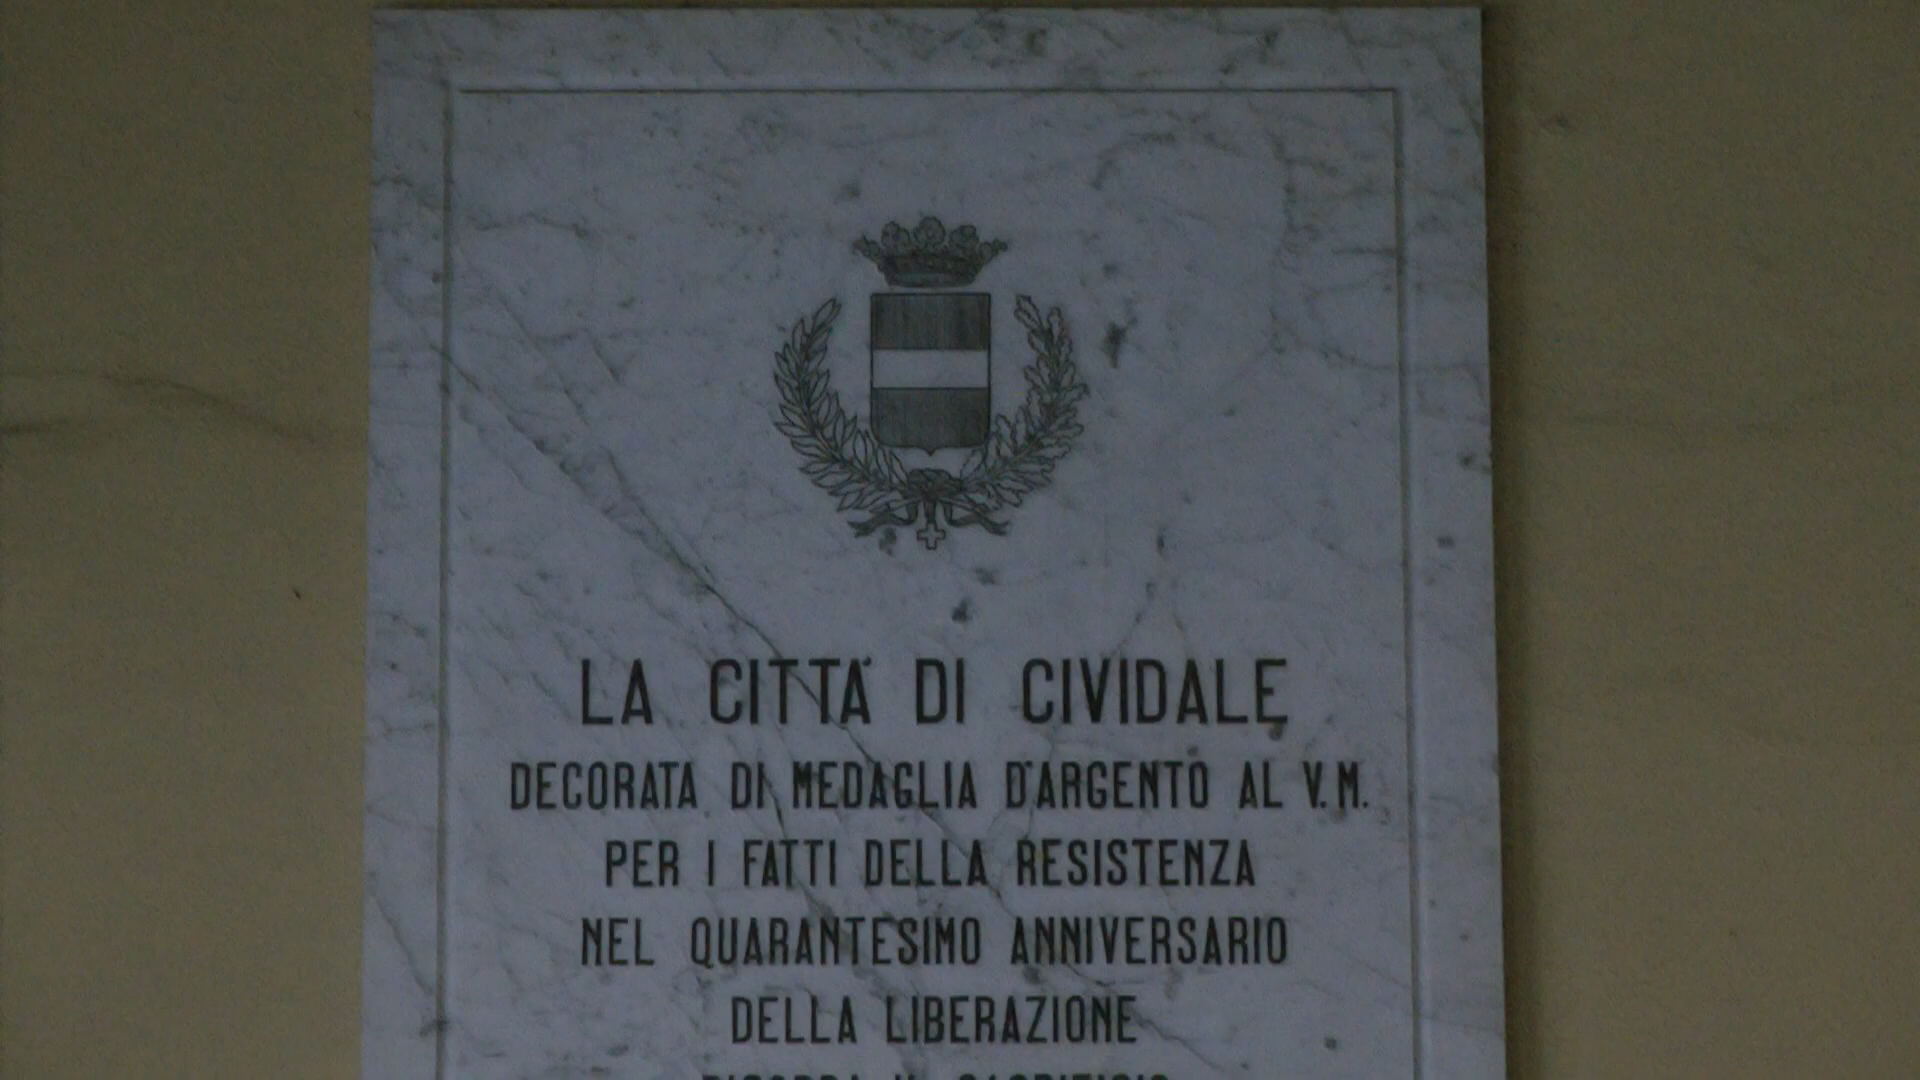 LA CITTÁ DI CIVIDALE
DECORATA DI MEDAGLIA D'ARGENTO AL V.M.
PER I FATTI DELLA RESISTENZA
NEL QUARANTESIMO ANNIVERSARIO
DELLA LIBERAZIONE